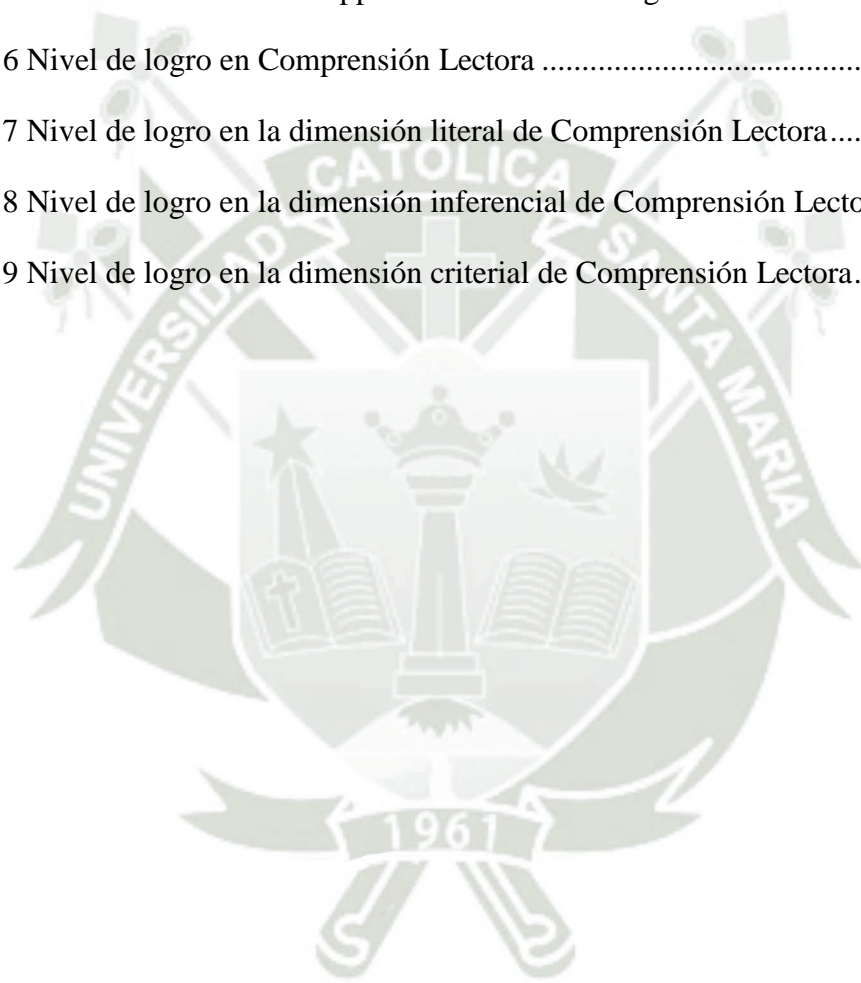 6 Nivel de logro en Comprensión Lectora ....................................
7 Nivel de logro en la dimensión literal de Comprensión Lectora....
8 Nivel de logro en la dimensión inferencial de Comprensión Lecto
9 Nivel de logro en la dimensión criterial de Comprensión Lectora.
UNIVERSIDAD CATOLICA SANTA MARIA
1961